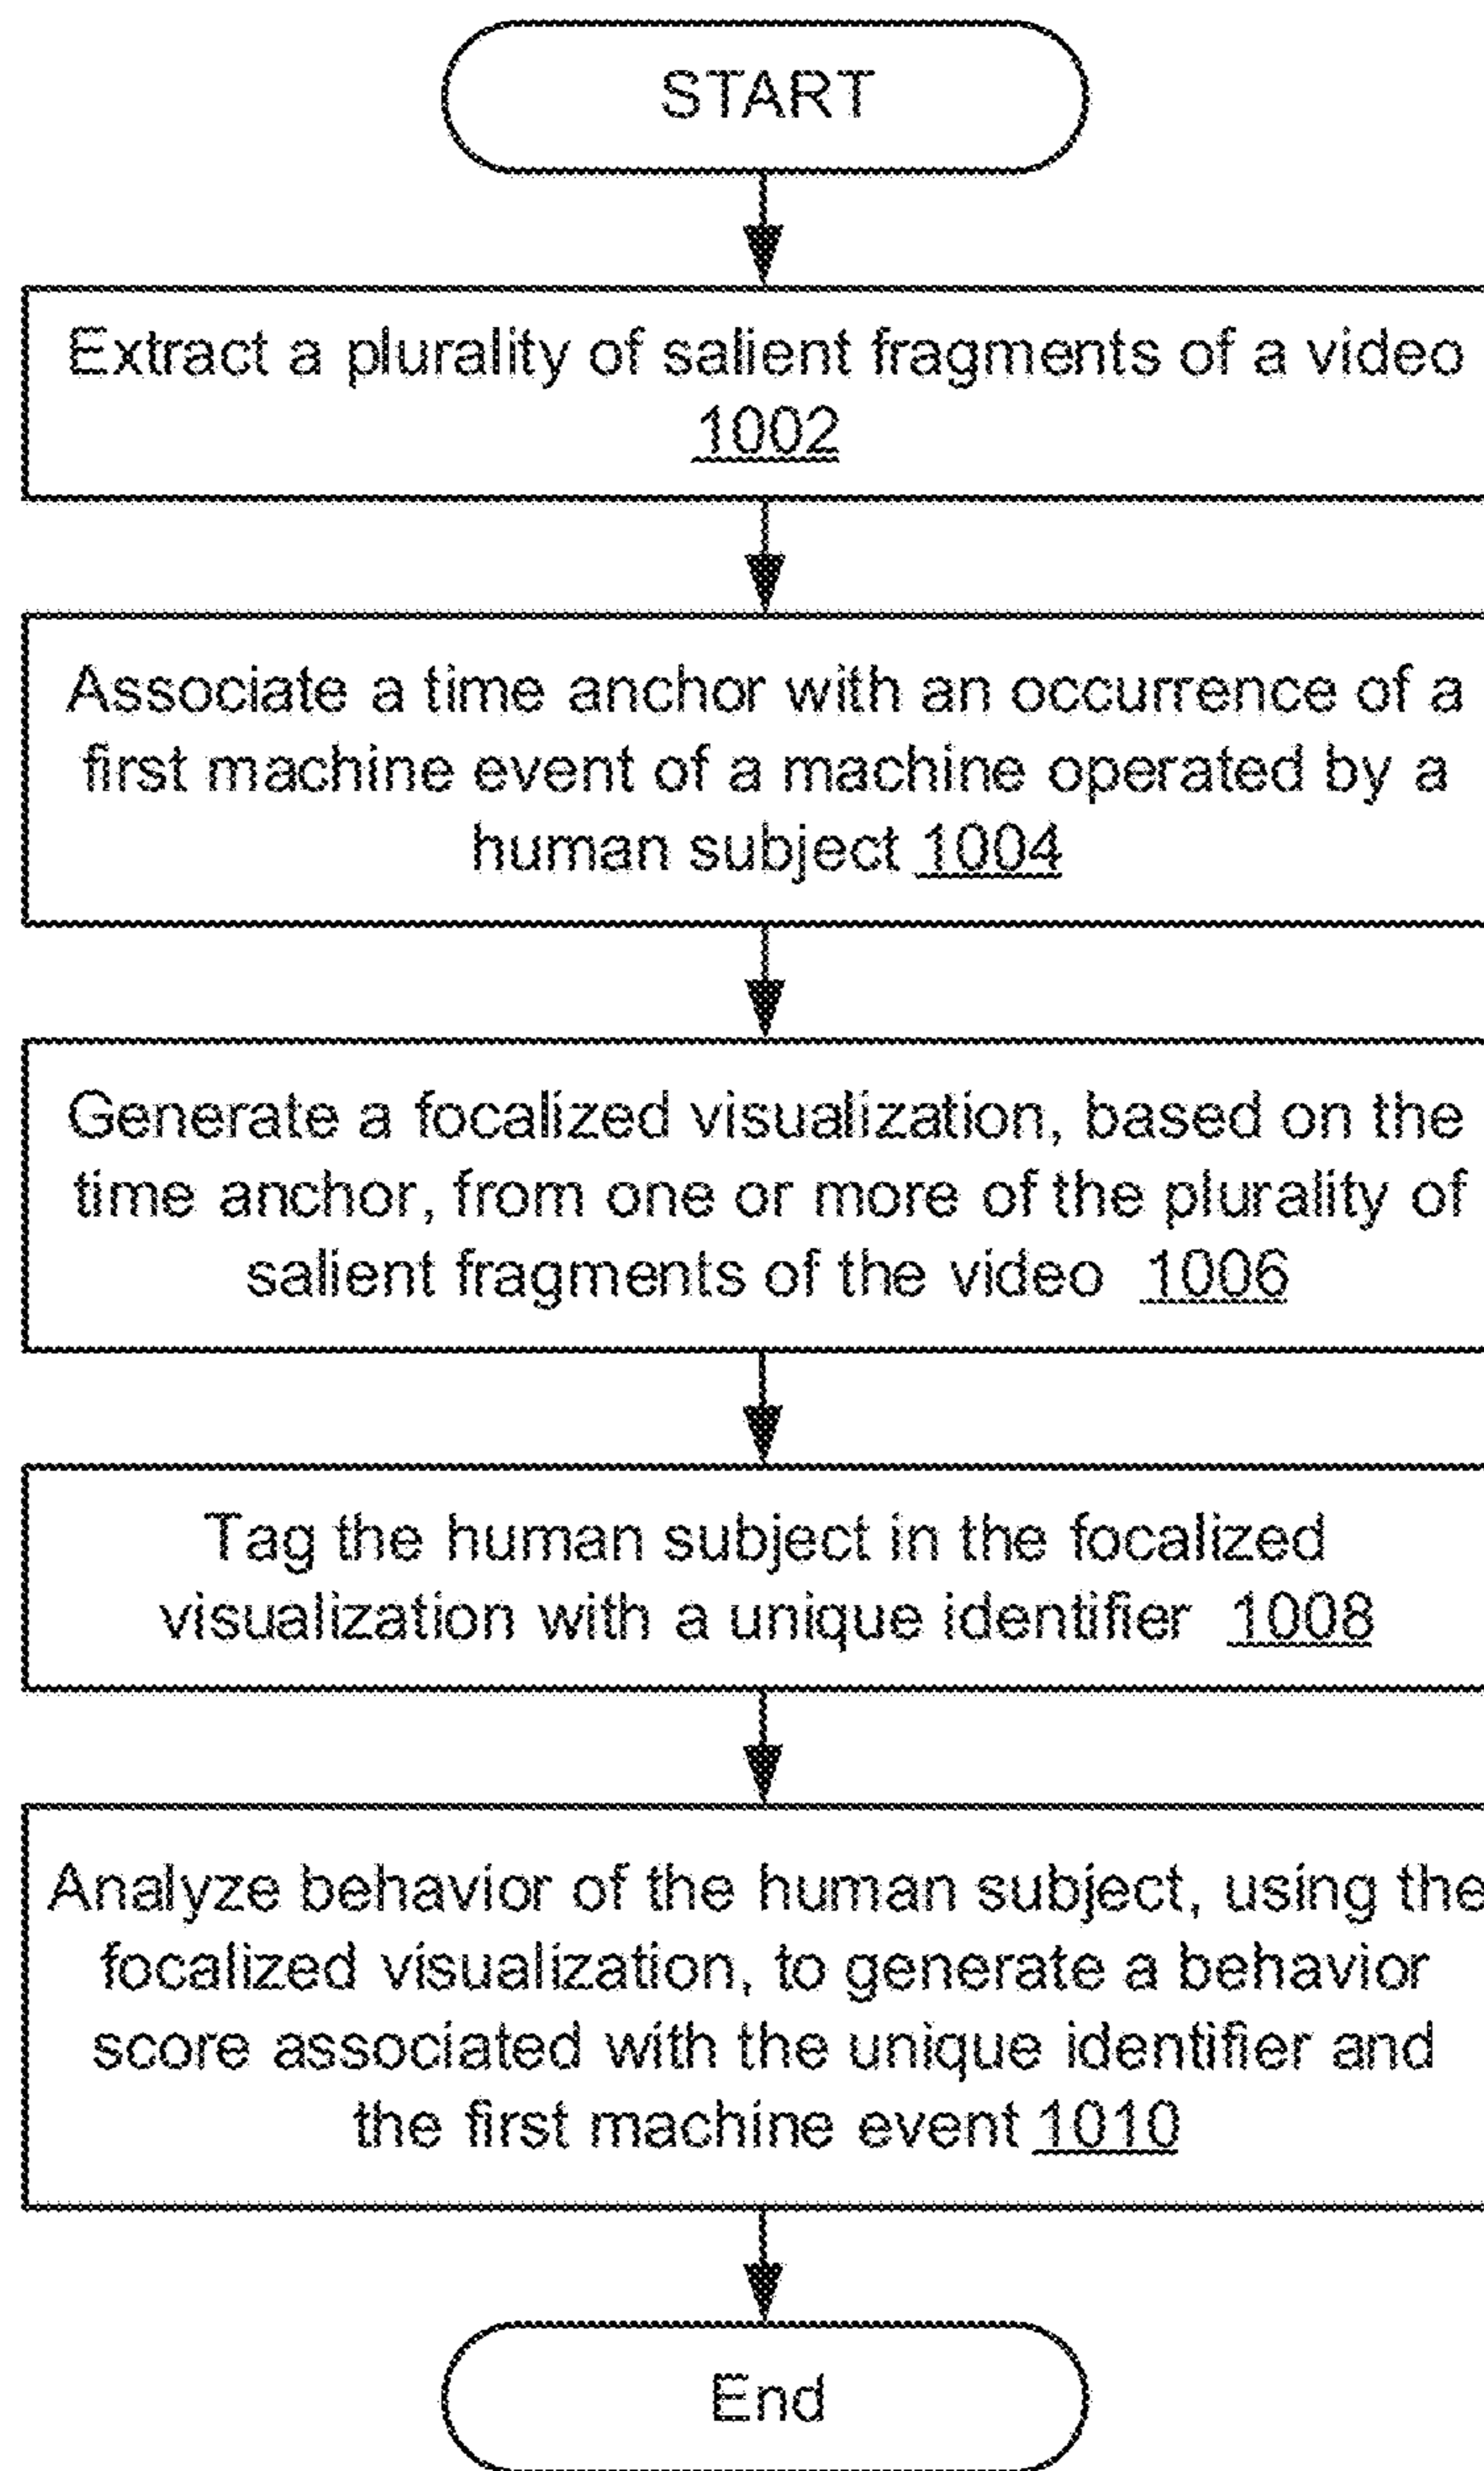 START
Extract a plurality of salient fragments of a video
1002
Associate a time anchor with an occurrence of a
first machine event of a machine operated by a
human subject 1004
Generate a focalized visualization, based on the
time anchor, from one or more of the plurality of
salient fragments of the video 1006
Tag the human subject in the focalized
visualization with a unique identifier 1008
Analyze behavior of the human subject, using the
focalized visualization, to generate a behavior
score associated with the unique identifier and
the first machine event 1010
End